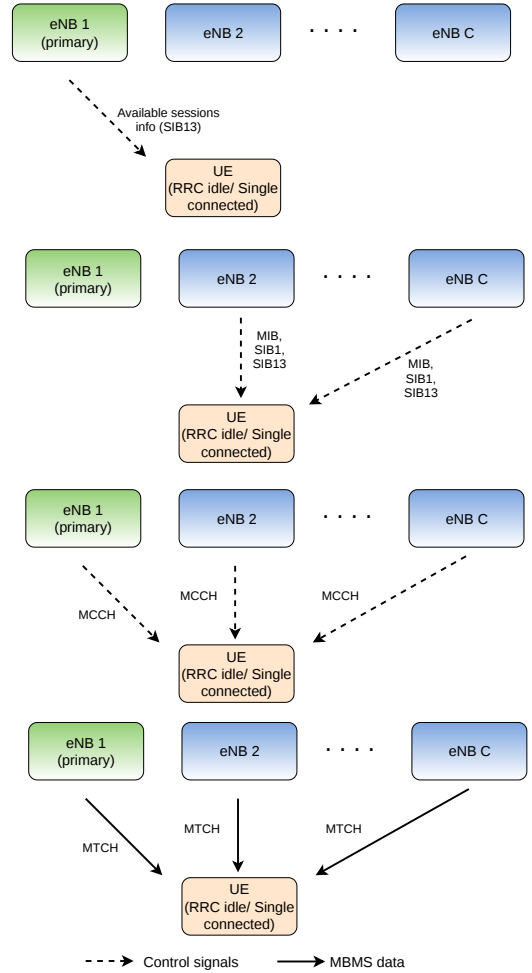 eNB 1
(primary)
eNB 2
. . . .
eNB C
Available sessions
info (SIB13)
UE
(RRC idle/ Single
connected)
eNB 1
(primary)
eNB 2
. . . .
eNB C
MIB,
SIB1,
SIB13
MIB,
SIB1,
SIB13
UE
(RRC idle/ Single
connected)
eNB 1
(primary)
eNB 2
. . . .
eNB C
MCCH
MCCH
MCCH
UE
(RRC idle/ Single
connected)
eNB 1
(primary)
eNB 2
. . . .
eNB C
MTCH
MTCH
MTCH
UE
(RRC idle/ Single
connected)
Control signals
MBMS data